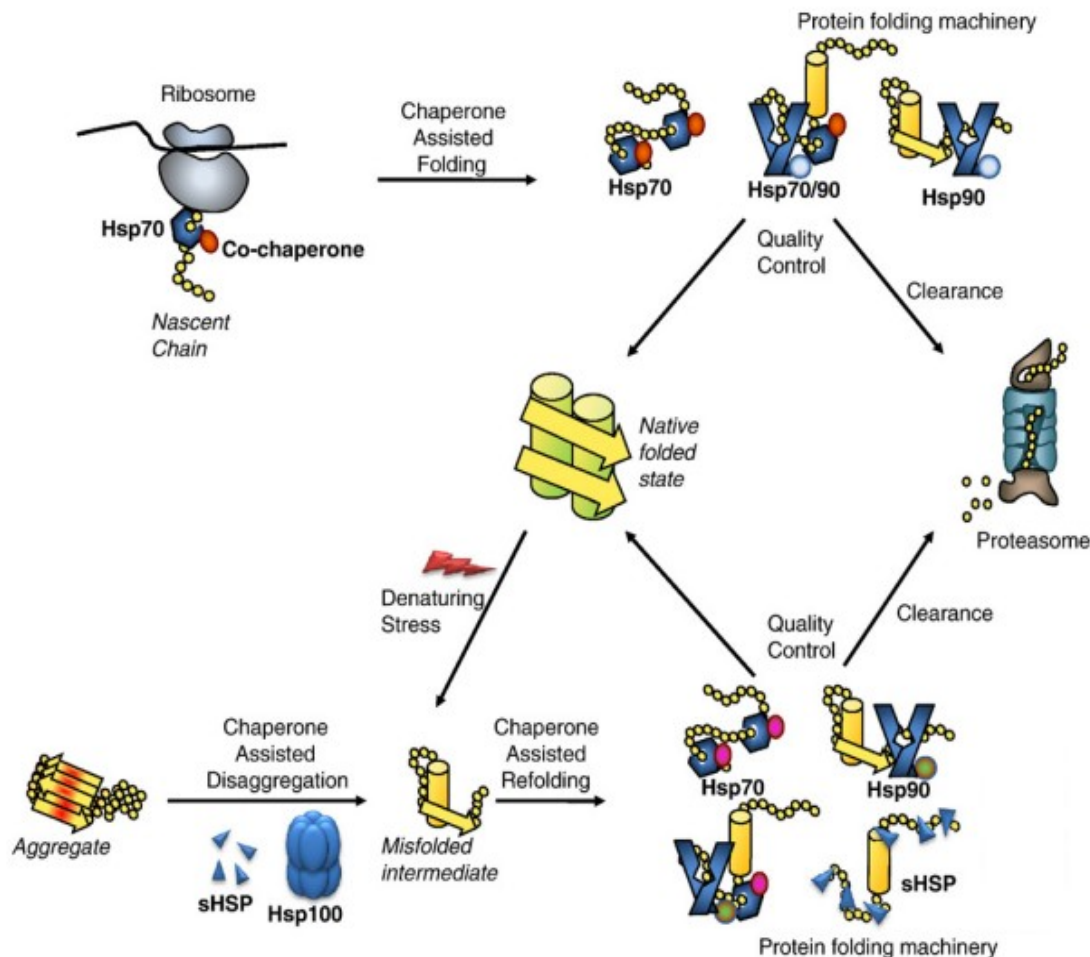 Protein folding machinery
Ribosome
Chaperone
Assisted
Folding
Hsp70
Hsp70/90
Hsp90
Hsp70
Co-chaperone
Nascent
Chain
Quality
Control
Clearance
Native
folded
state
Proteasome
Denaturing
Stress
Quality
Control
Clearance
Chaperone
Assisted
Disaggregation
Chaperone
Assisted
Refolding
Hsp70
Hsp90
Aggregate
sHSP
Hsp100
Misfolded
intermediate
sHSP
Protein folding machinery